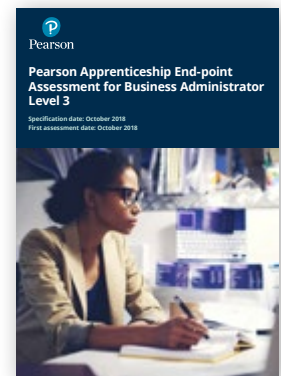 Pearson
Pearson Apprenticeship End-point
Assessment for Business Administrator
Level 3
Specification date: October 2018
First assessment date: October 2018